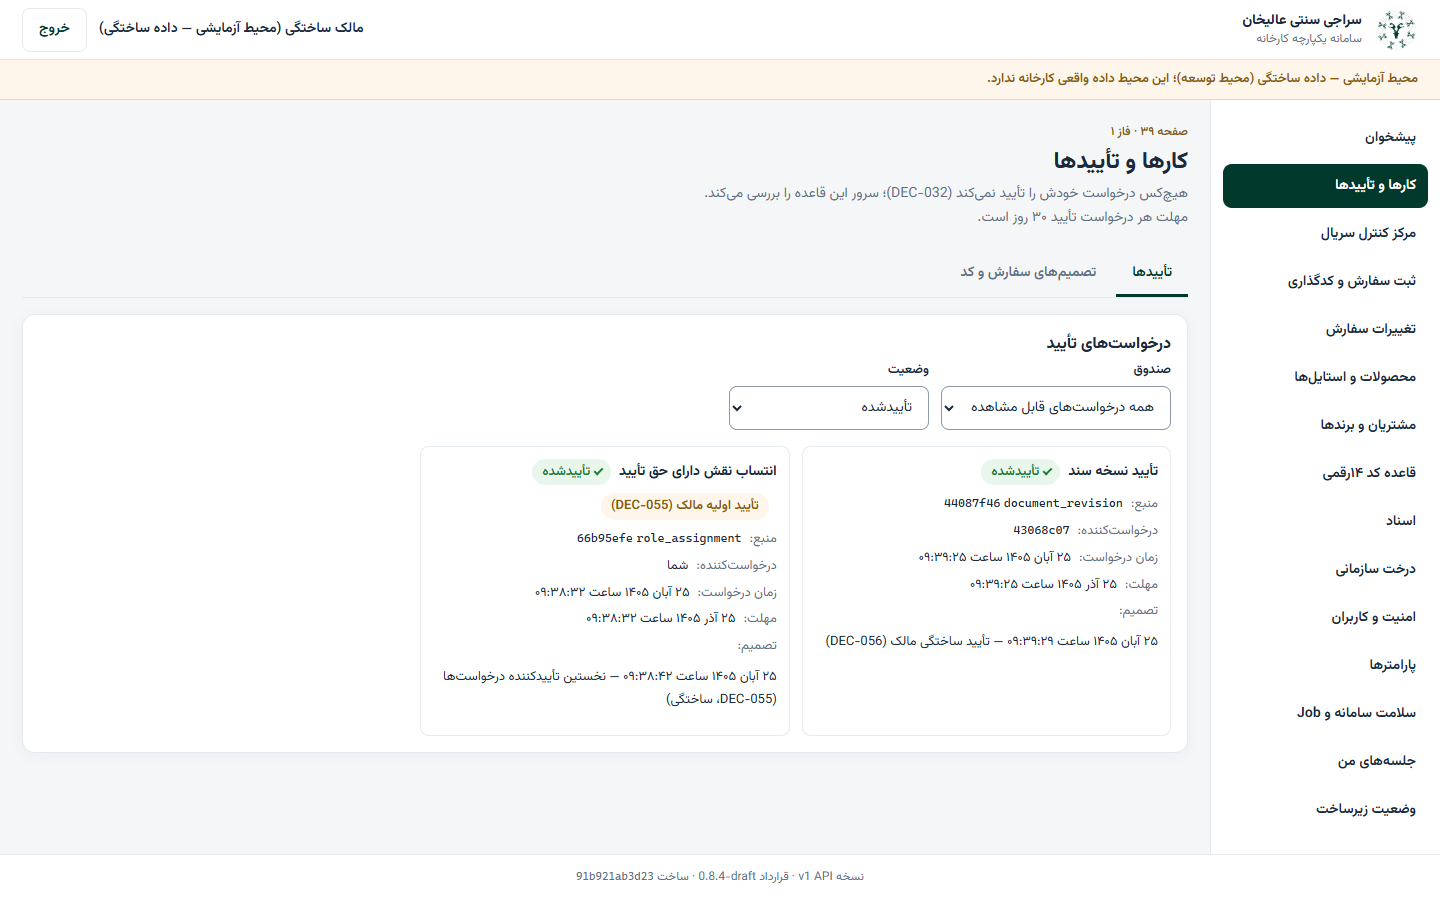 سراجی سنتی عالیخان
سامانه یکپارچه کارخانه
مالک ساختگی (محیط آزمایشی – داده ساختگی)
خروج
محیط آزمایشی – داده ساختگی (محیط توسعه)؛ این محیط داده واقعی کارخانه ندارد.
پیشخوان
کارها و تأییدها
مرکز کنترل سریال
ثبت سفارش و کدگذاری
تغییرات سفارش
محصولات و استایل‌ها
مشتریان و برندها
قاعده کد ۱۴رقمی
اسناد
درخت سازمانی
امنیت و کاربران
پارامترها
سلامت سامانه و Job
جلسه‌های من
وضعیت زیرساخت
صفحه ۳۹ · فاز ۱
کارها و تأییدها
هیچ‌کس درخواست خودش را تأیید نمی‌کند (DEC-032)؛ سرور این قاعده را بررسی می‌کند.
مهلت هر درخواست تأیید ۳۰ روز است.
تأییدها
تصمیم‌های سفارش و کد
درخواست‌های تأیید
صندوق
وضعیت
همه درخواست‌های قابل مشاهده
تأییدشده
تأیید نسخه سند ✓ تأییدشده
منبع: document_revision 44087f46
درخواست‌کننده: 43068c07
زمان درخواست: ۲۵ آبان ۱۴۰۵ ساعت ۰۹:۳۹:۲۵
مهلت: ۲۵ آذر ۱۴۰۵ ساعت ۰۹:۳۹:۲۵
تصمیم:
۲۵ آبان ۱۴۰۵ ساعت ۰۹:۳۹:۲۹ – تأیید ساختگی مالک (DEC-056)
انتساب نقش دارای حق تأیید ✓ تأییدشده
تأیید اولیه مالک (DEC-055)
منبع: role_assignment 66b95efe
درخواست‌کننده: شما
زمان درخواست: ۲۵ آبان ۱۴۰۵ ساعت ۰۹:۳۸:۳۲
مهلت: ۲۵ آذر ۱۴۰۵ ساعت ۰۹:۳۸:۳۲
تصمیم:
۲۵ آبان ۱۴۰۵ ساعت ۰۹:۳۸:۴۲ – نخستین تأییدکننده درخواست‌ها
(DEC-055، ساختگی)
نسخه v1 API · قرارداد 0.8.4-draft · ساخت 91b921ab3d23